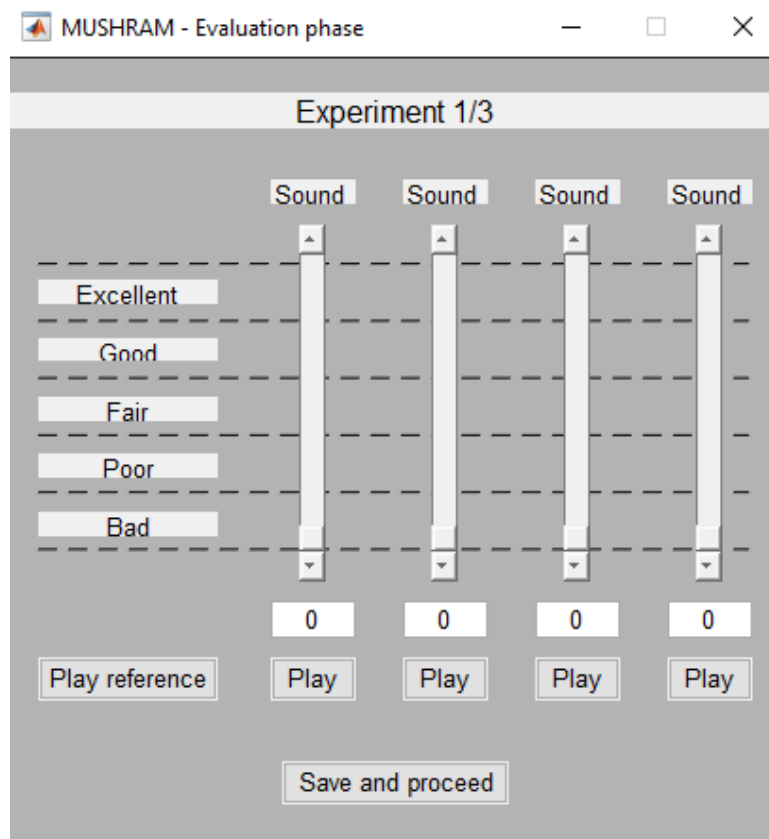 MUSHRAM - Evaluation phase
Experiment 1/3
Sound Sound Sound Sound
Excellent
Good
Fair
Poor
Bad
0 0 0 0
Play reference Play Play Play Play
Save and proceed